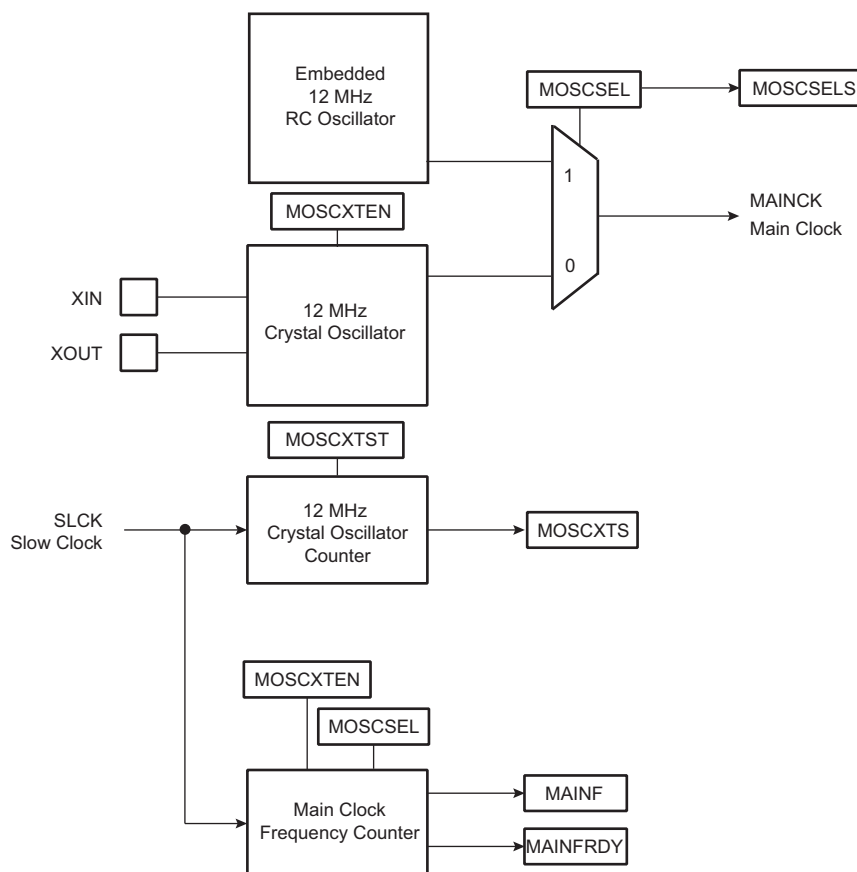 Embedded
12 MHz
RC Oscillator
MOSCSEL
MOSCSELS
1
MAINCK
Main Clock
MOSCXTEN
0
XIN
12 MHz
Crystal Oscillator
XOUT
MOSCXTST
SLCK
Slow Clock
12 MHz
Crystal Oscillator
Counter
MOSCXTS
MOSCXTEN
MOSCSEL
Main Clock
Frequency Counter
MAINF
MAINFRDY